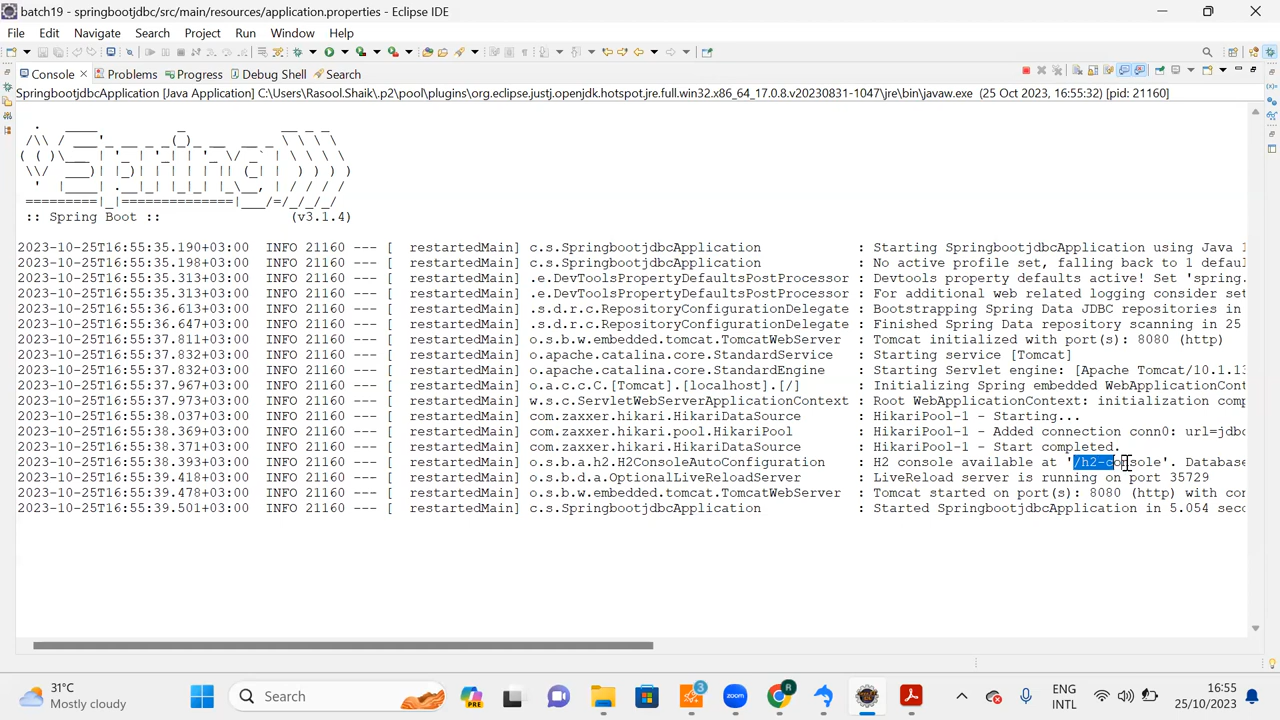 batch19 - springbootjdbc/src/main/resources/application.properties - Eclipse IDE
File Edit Navigate Search Project Run Window Help
Console Problems Progress Debug Shell Search
SpringbootjdbcApplication [Java Application] C:\Users\Rasool.Shaik\.p2\pool\plugins\org.eclipse.justj.openjdk.hotspot.jre.full.win32.x86_64_17.0.8.v20230831-1047\jre\bin\javaw.exe (25 Oct 2023, 16:55:32) [pid: 21160]
Spring
:: Spring Boot :: (v3.1.4)
2023-10-25T16:55:35.190+03:00 INFO 21160 --- [ restartedMain] c.s.SpringbootjdbcApplication : Starting SpringbootjdbcApplication using Java
2023-10-25T16:55:35.198+03:00 INFO 21160 --- [ restartedMain] c.s.SpringbootjdbcApplication : No active profile set, falling back to 1 defau
2023-10-25T16:55:35.313+03:00 INFO 21160 --- [ restartedMain] .e.DevToolsPropertyDefaultsPostProcessor : Devtools property defaults active! Set 'spring.
2023-10-25T16:55:35.313+03:00 INFO 21160 --- [ restartedMain] .e.DevToolsPropertyDefaultsPostProcessor : For additional web related logging consider set
2023-10-25T16:55:36.613+03:00 INFO 21160 --- [ restartedMain] .s.d.r.c.RepositoryConfigurationDelegate : Bootstrapping Spring Data JDBC repositories in
2023-10-25T16:55:36.647+03:00 INFO 21160 --- [ restartedMain] .s.d.r.c.RepositoryConfigurationDelegate : Finished Spring Data repository scanning in 25
2023-10-25T16:55:37.811+03:00 INFO 21160 --- [ restartedMain] o.s.b.w.embedded.tomcat.TomcatWebServer : Tomcat initialized with port(s): 8080 (http)
2023-10-25T16:55:37.832+03:00 INFO 21160 --- [ restartedMain] o.apache.catalina.core.StandardService : Starting service [Tomcat]
2023-10-25T16:55:37.832+03:00 INFO 21160 --- [ restartedMain] o.apache.catalina.core.StandardEngine : Starting Servlet engine: [Apache Tomcat/10.1.13
2023-10-25T16:55:37.967+03:00 INFO 21160 --- [ restartedMain] o.a.c.c.C.[Tomcat].[localhost].[/] : Initializing Spring embedded WebApplicationCont
2023-10-25T16:55:37.973+03:00 INFO 21160 --- [ restartedMain] w.s.c.ServletWebServerApplicationContext : Root WebApplicationContext: initialization comp
2023-10-25T16:55:38.037+03:00 INFO 21160 --- [ restartedMain] com.zaxxer.hikari.HikariDataSource : HikariPool-1 - Starting...
2023-10-25T16:55:38.369+03:00 INFO 21160 --- [ restartedMain] com.zaxxer.hikari.pool.HikariPool : HikariPool-1 - Added connection conn0: url=jdbc
2023-10-25T16:55:38.371+03:00 INFO 21160 --- [ restartedMain] com.zaxxer.hikari.HikariDataSource : HikariPool-1 - Start completed.
2023-10-25T16:55:38.393+03:00 INFO 21160 --- [ restartedMain] o.s.b.a.h2.H2ConsoleAutoConfiguration : H2 console available at '/h2-console'. Database
2023-10-25T16:55:39.418+03:00 INFO 21160 --- [ restartedMain] o.s.b.d.a.OptionalLiveReloadServer : LiveReload server is running on port 35729
2023-10-25T16:55:39.478+03:00 INFO 21160 --- [ restartedMain] o.s.b.w.embedded.tomcat.TomcatWebServer : Tomcat started on port(s): 8080 (http) with con
2023-10-25T16:55:39.501+03:00 INFO 21160 --- [ restartedMain] c.s.SpringbootjdbcApplication : Started SpringbootjdbcApplication in 5.054 seco
31°C
Mostly cloudy
Search
PRE
3
R
ENG
INTL
16:55
25/10/2023